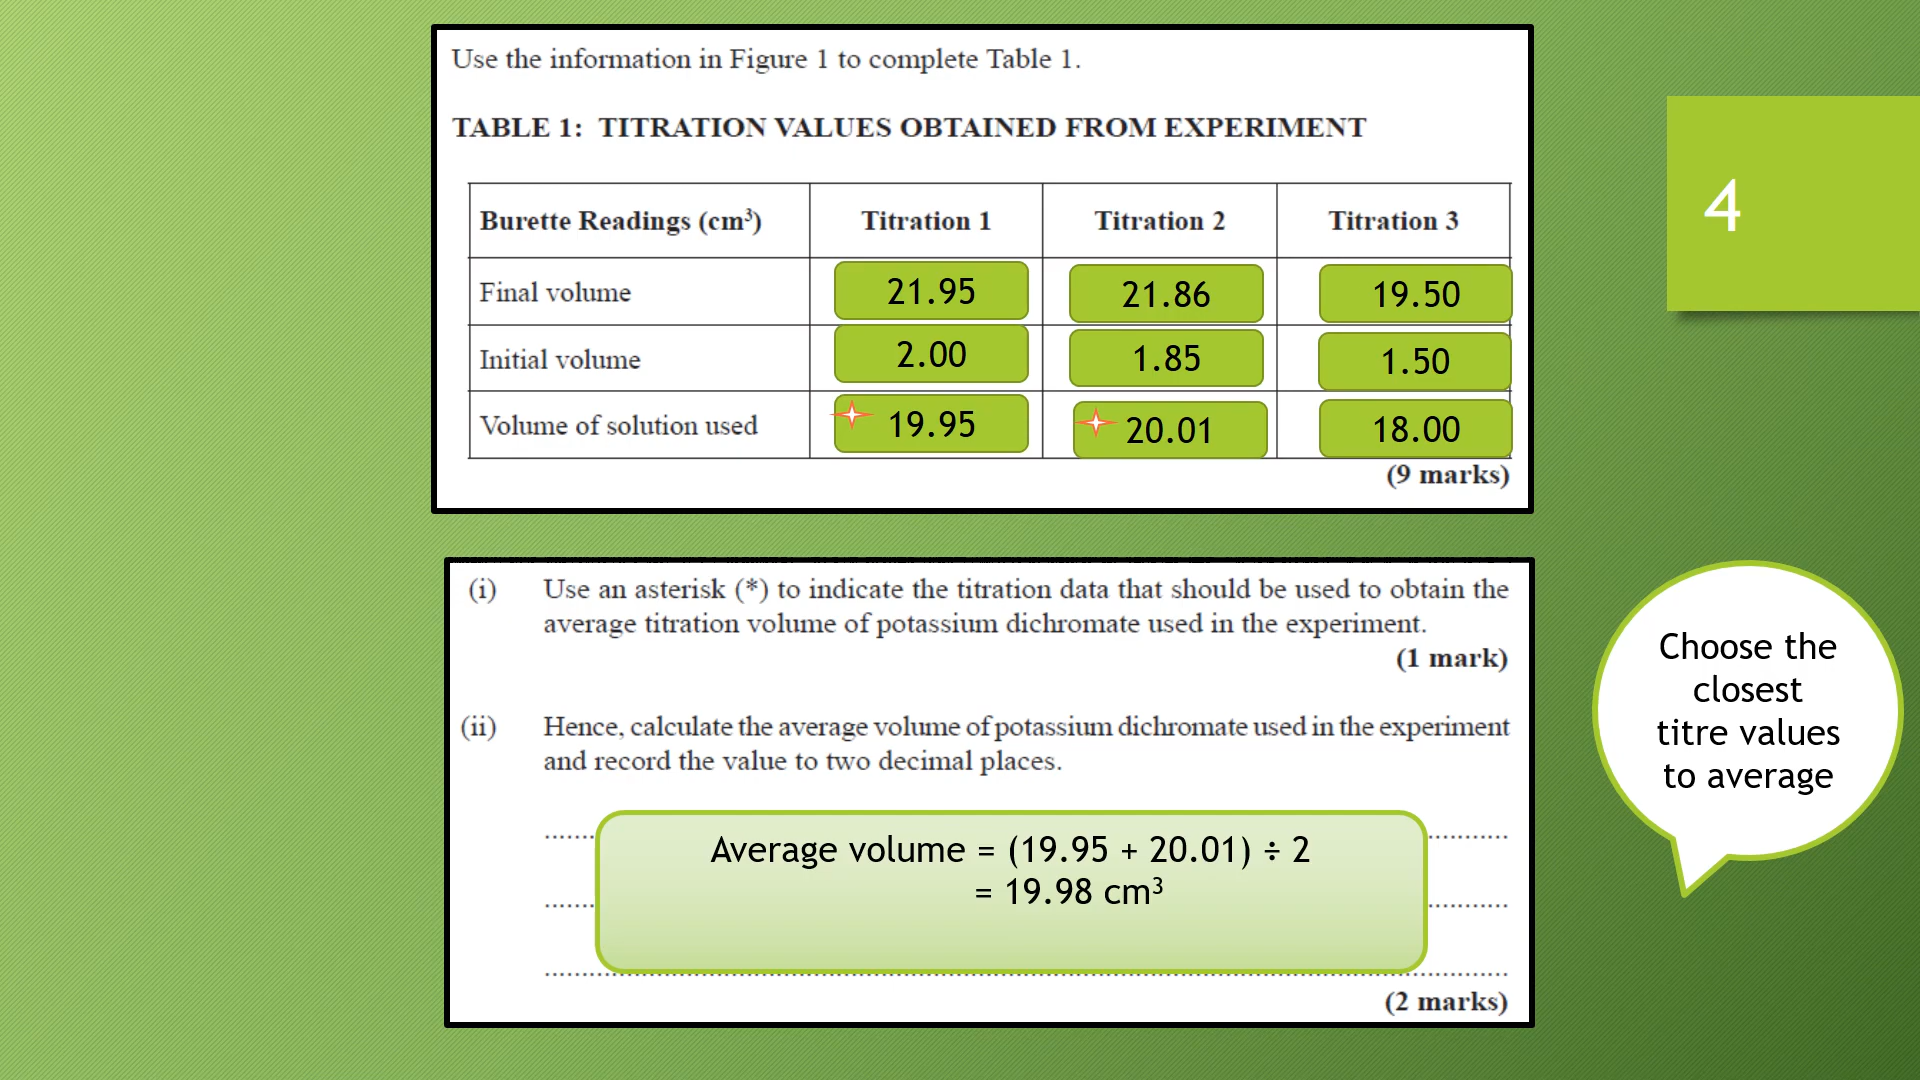 Use the information in Figure 1 to complete Table 1.
TABLE 1: TITRATION VALUES OBTAINED FROM EXPERIMENT
Burette Readings (cm³) Titration 1 Titration 2 Titration 3
Final volume 21.95 21.86 19.50
Initial volume 2.00 1.85 1.50
Volume of solution used 19.95 20.01 18.00
(9 marks)
4
(i) Use an asterisk (*) to indicate the titration data that should be used to obtain the
average titration volume of potassium dichromate used in the experiment.
(1 mark)
(ii) Hence, calculate the average volume of potassium dichromate used in the experiment
and record the value to two decimal places.
Average volume = (19.95 + 20.01) ÷ 2
= 19.98 cm³
(2 marks)
Choose the
closest
titre values
to average